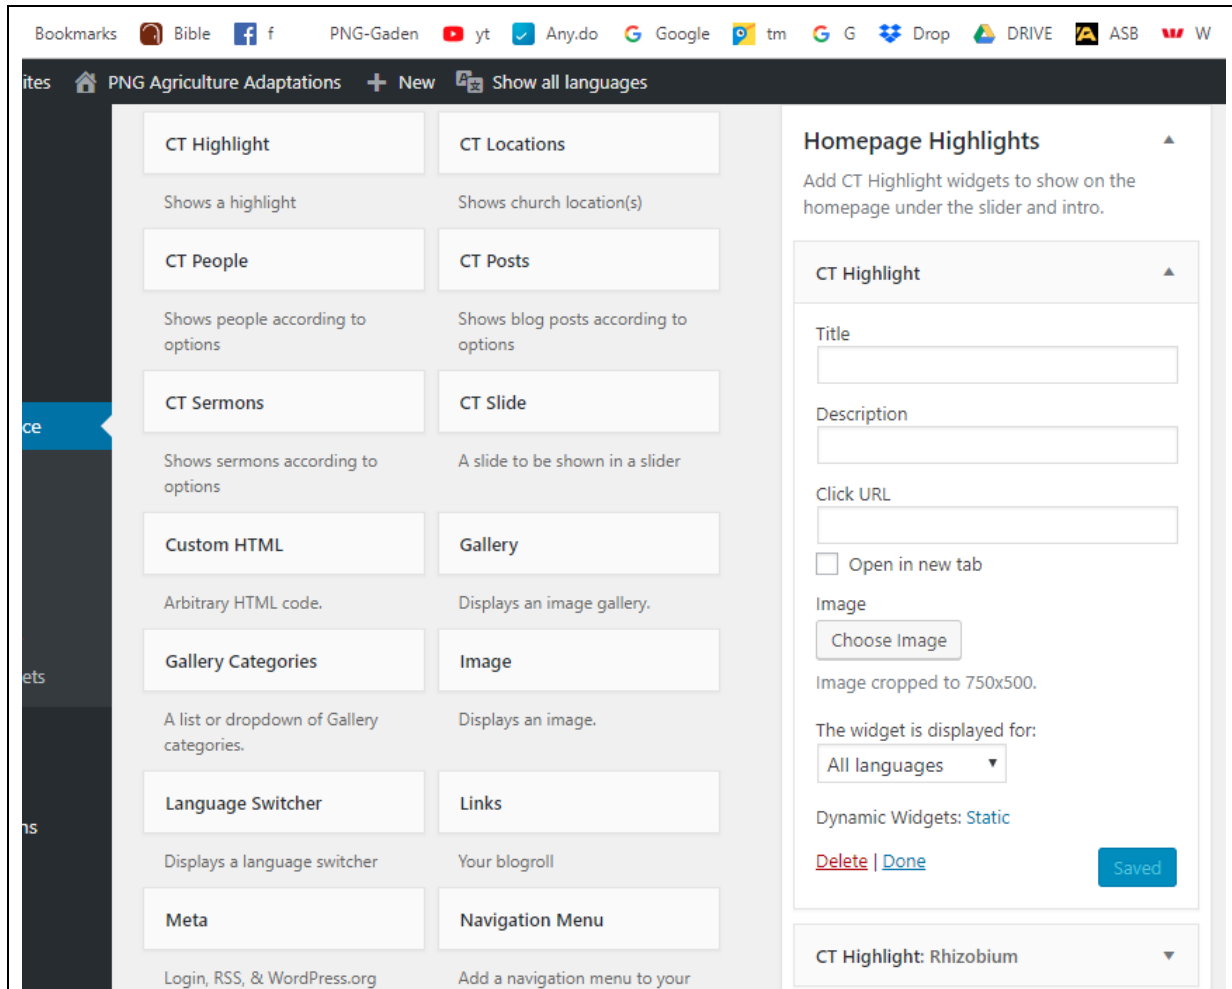 Bookmarks Bible f PNG-Gaden yt Any.do Google tm G Drop DRIVE ASB W
ites PNG Agriculture Adaptations New Show all languages
ce
ets
ns
CT Highlight CT Locations
Shows a highlight Shows church location(s)
CT People CT Posts
Shows people according to Shows blog posts according to
options options
CT Sermons CT Slide
Shows sermons according to A slide to be shown in a slider
options
Custom HTML Gallery
Arbitrary HTML code. Displays an image gallery.
Gallery Categories Image
A list or dropdown of Gallery Displays an image.
categories.
Language Switcher Links
Displays a language switcher Your blogroll
Meta Navigation Menu
Login, RSS, & WordPress.org Add a navigation menu to your
Homepage Highlights
Add CT Highlight widgets to show on the
homepage under the slider and intro.
CT Highlight
Title
Description
Click URL
Open in new tab
Image
Choose Image
Image cropped to 750x500.
The widget is displayed for:
All languages
Dynamic Widgets: Static
Delete | Done Saved
CT Highlight: Rhizobium